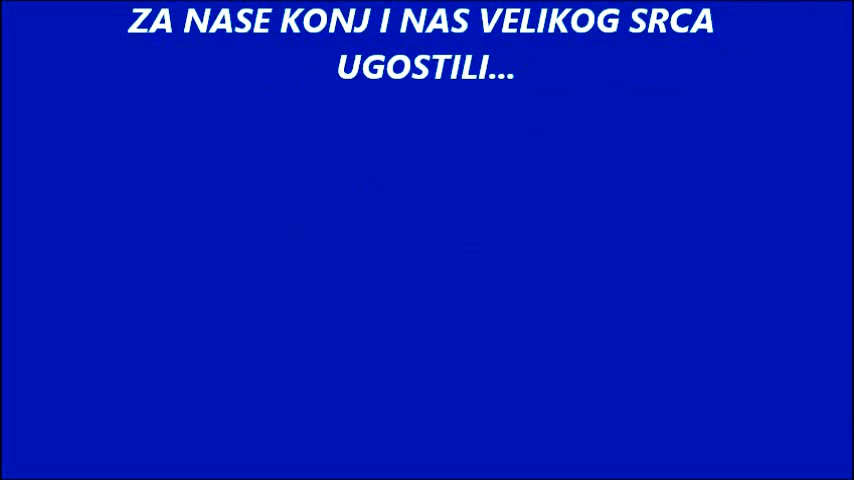 ZA NASE KONJ I NAS VELIKOG SRCA
UGOSTILI...